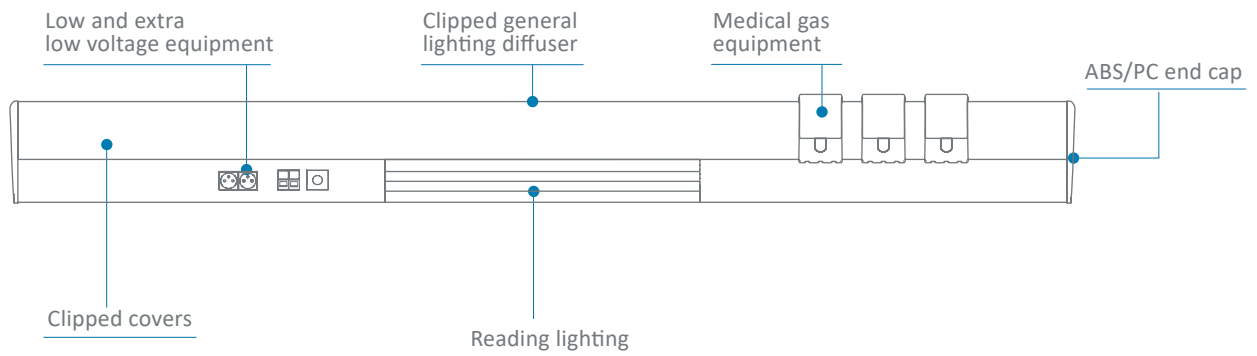 Low and extra
low voltage equipment
Clipped general
lighting diffuser
Medical gas
equipment
ABS/PC end cap
Clipped covers
Reading lighting